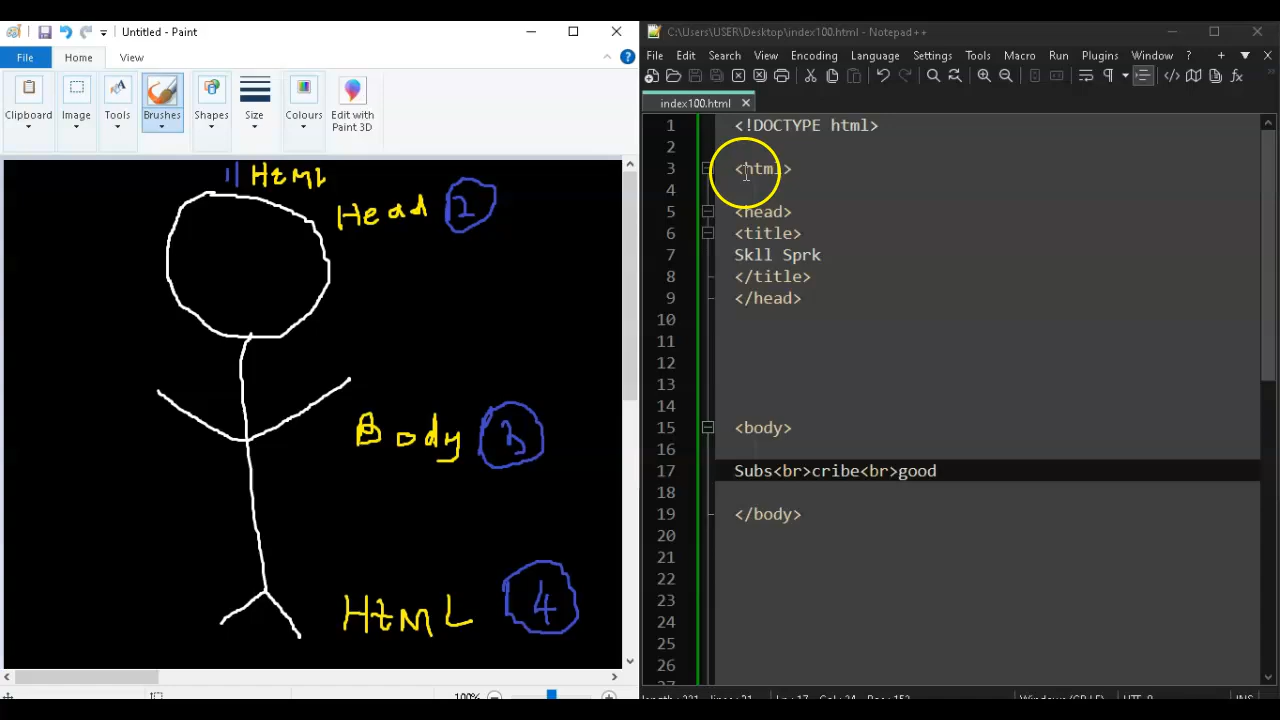 Untitled - Paint
File
Home
View
Clipboard
Image
Tools
Brushes
Shapes
Size
Colours
Edit with
Paint 3D
Html
Head 2
Body 3
HtML 4
100%
C:\Users\USER\Desktop\index100.html - Notepad++
File Edit Search View Encoding Language Settings Tools Macro Run Plugins Window ?
index100.html
1 <!DOCTYPE html>
2
3 <html>
4
5 <head>
6 <title>
7 Skll Sprk
8 </title>
9 </head>
10
11
12
13
14
15 <body>
16
17 Subs<br>cribe<br>good
18
19 </body>
20
21
22
23
24
25
26